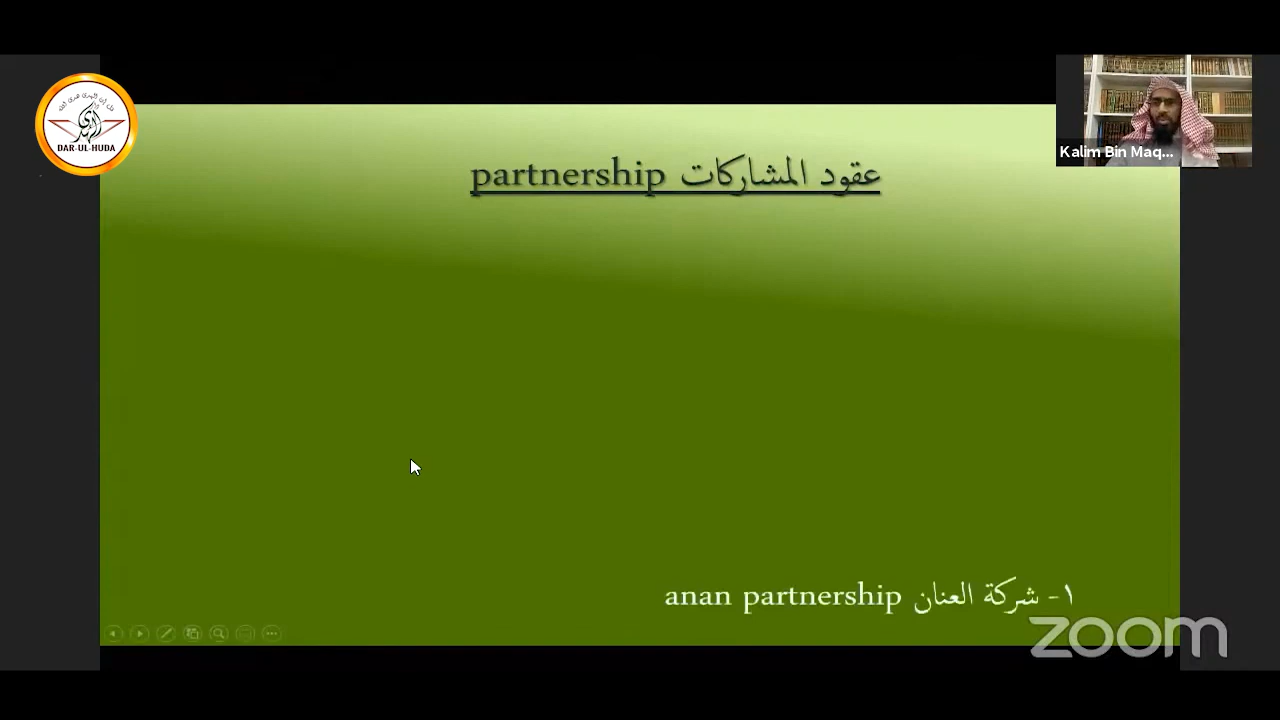 DAR-UL-HUDA
Kalim Bin Maq...
عقود المشاركات partnership
١- شركة العنان anan partnership
zoom